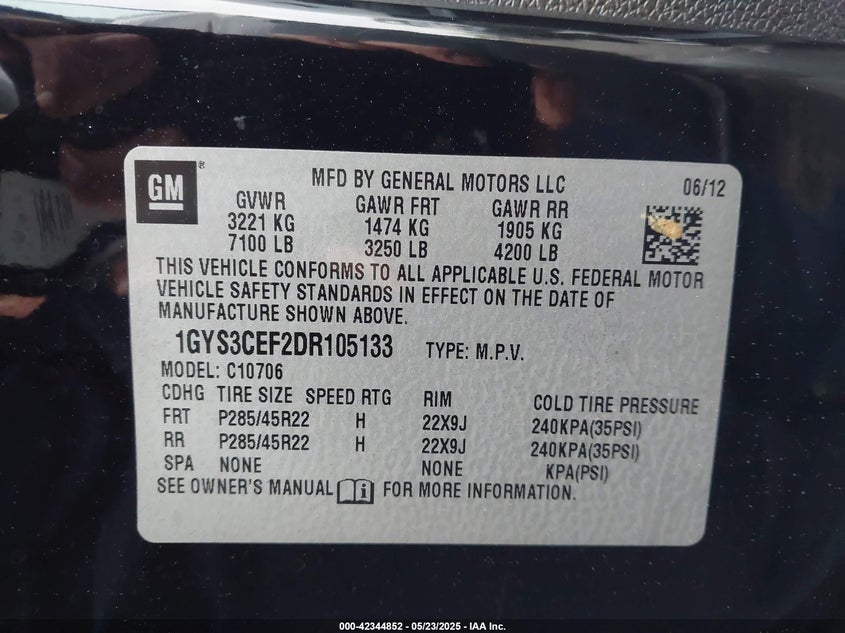 GM ®
MFD BY GENERAL MOTORS LLC 06/12
GVWR GAWR FRT GAWR RR
3221 KG 1474 KG 1905 KG
7100 LB 3250 LB 4200 LB
THIS VEHICLE CONFORMS TO ALL APPLICABLE U.S. FEDERAL MOTOR
VEHICLE SAFETY STANDARDS IN EFFECT ON THE DATE OF
MANUFACTURE SHOWN ABOVE.
1GYS3CEF2DR105133 TYPE: M.P.V.
MODEL: C10706
CDHG TIRE SIZE SPEED RTG RIM COLD TIRE PRESSURE
FRT P285/45R22 H 22X9J 240KPA(35PSI)
RR P285/45R22 H 22X9J 240KPA(35PSI)
SPA NONE NONE KPA(PSI)
SEE OWNER'S MANUAL FOR MORE INFORMATION.
000-42344852 - 05/23/2025 - IAA Inc.